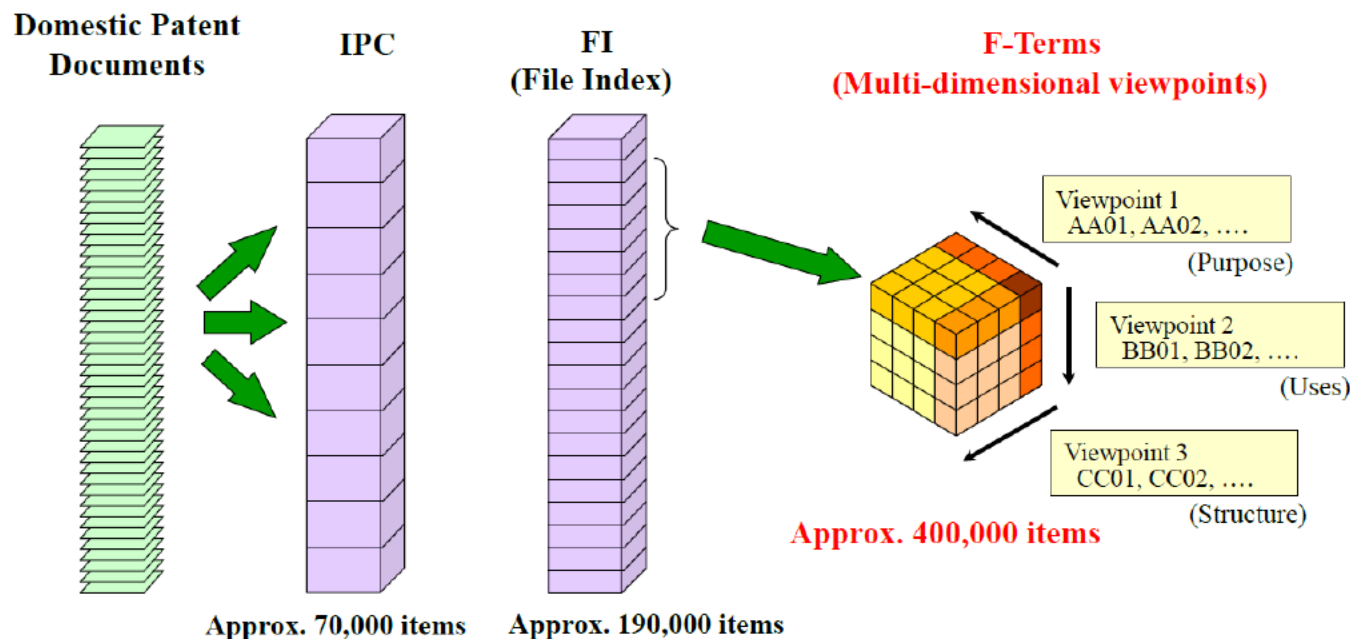 Domestic Patent
Documents
IPC
FI
(File Index)
F-Terms
(Multi-dimensional viewpoints)
Viewpoint 1
AA01, AA02, ....
(Purpose)
Viewpoint 2
BB01, BB02, ....
(Uses)
Viewpoint 3
CC01, CC02, ....
(Structure)
Approx. 400,000 items
Approx. 70,000 items
Approx. 190,000 items